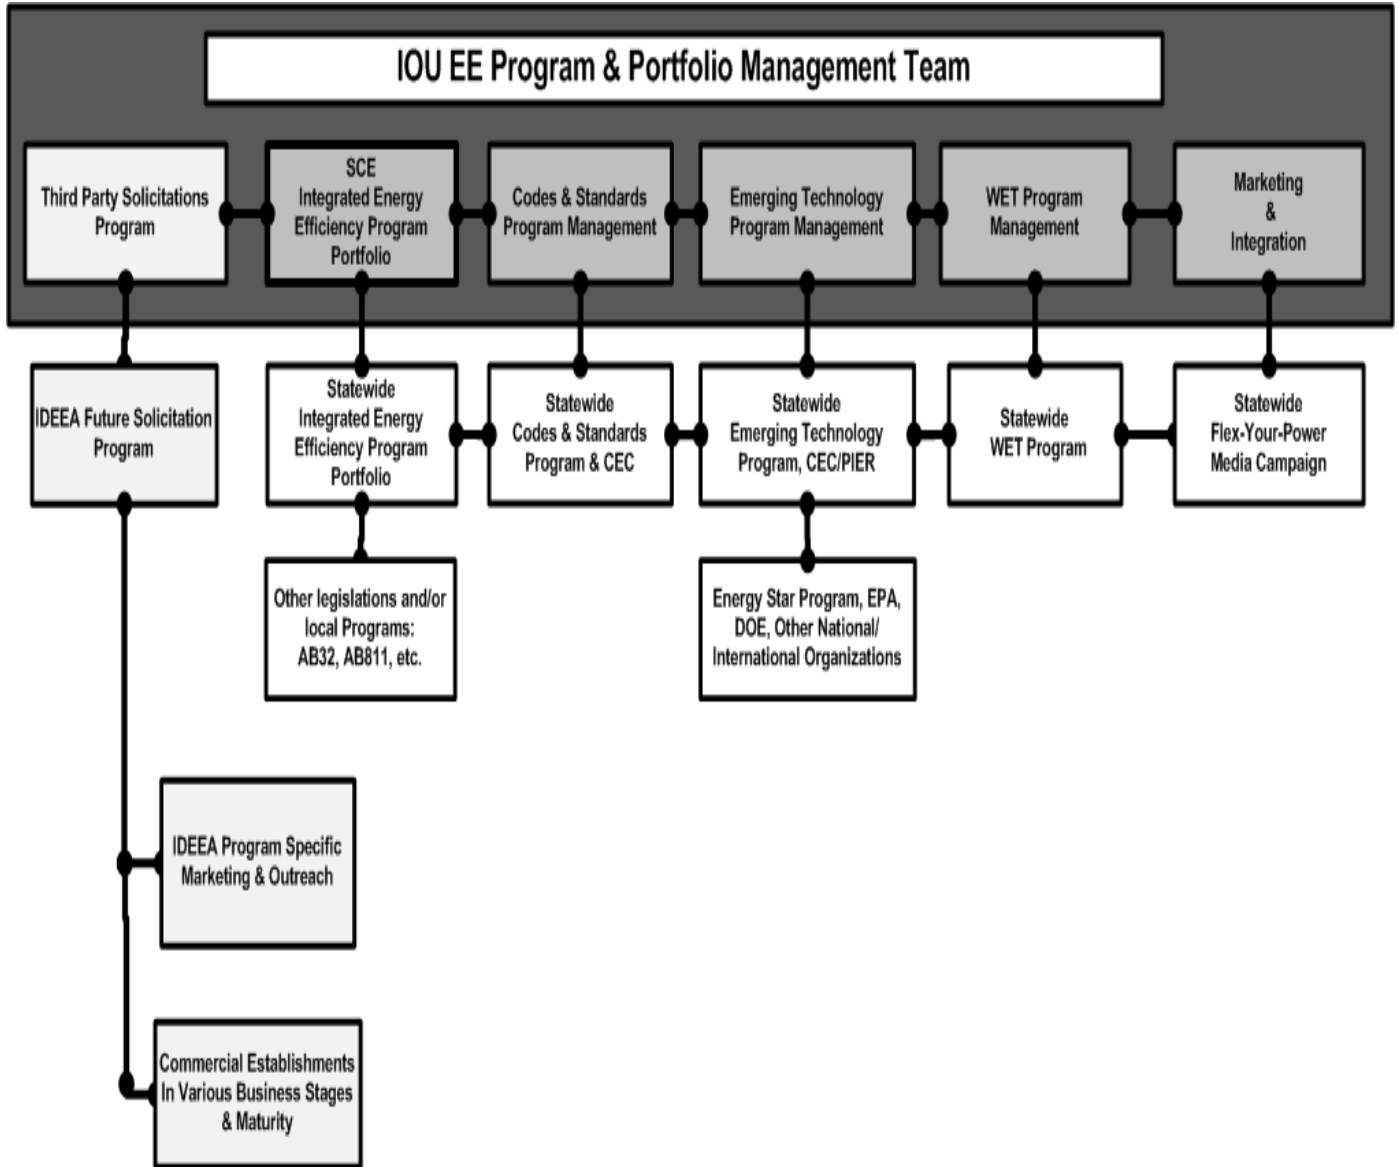 IOU EE Program & Portfolio Management Team
Third Party Solicitations
Program
SCE
Integrated Energy
Efficiency Program
Portfolio
Codes & Standards
Program Management
Emerging Technology
Program Management
WET Program
Management
Marketing
&
Integration
IDEEA Future Solicitation
Program
Statewide
Integrated Energy
Efficiency Program
Portfolio
Statewide
Codes & Standards
Program & CEC
Statewide
Emerging Technology
Program, CEC/PIER
Statewide
WET Program
Statewide
Flex-Your-Power
Media Campaign
Other legislations and/or
local Programs:
AB32, AB811, etc.
Energy Star Program, EPA,
DOE, Other National/
International Organizations
IDEEA Program Specific
Marketing & Outreach
Commercial Establishments
In Various Business Stages
& Maturity